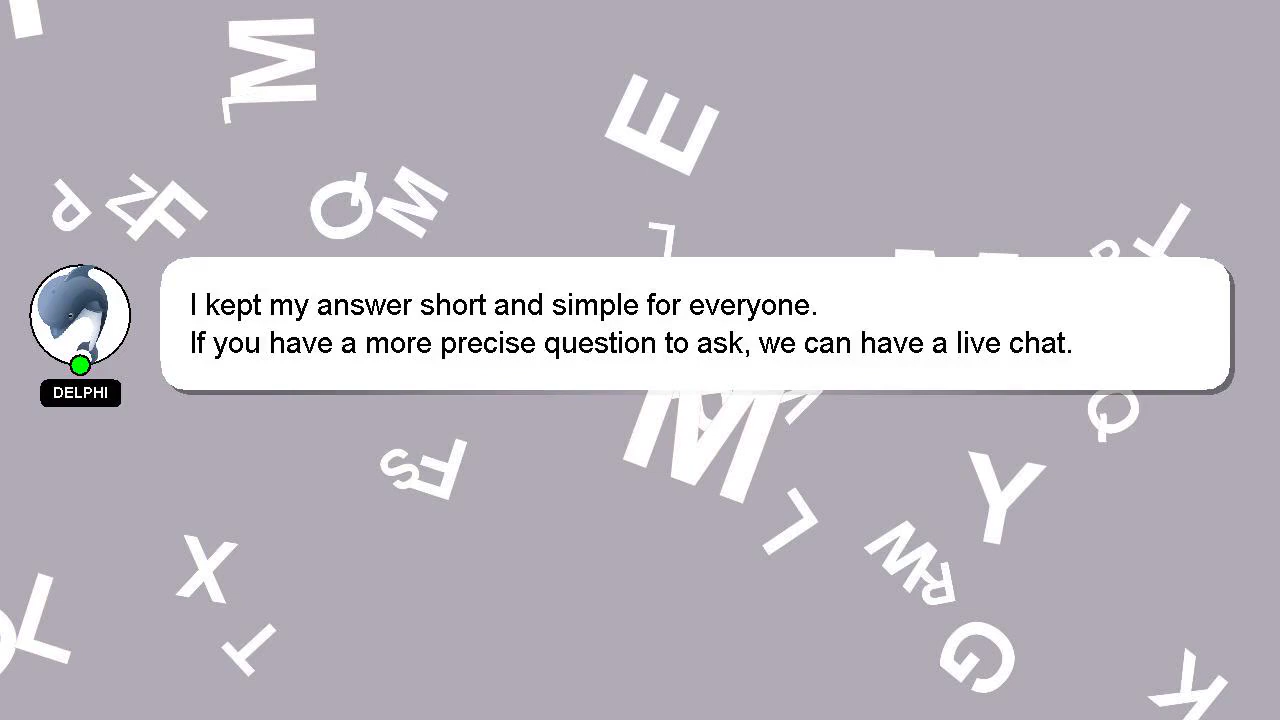 I kept my answer short and simple for everyone.
If you have a more precise question to ask, we can have a live chat.
DELPHI